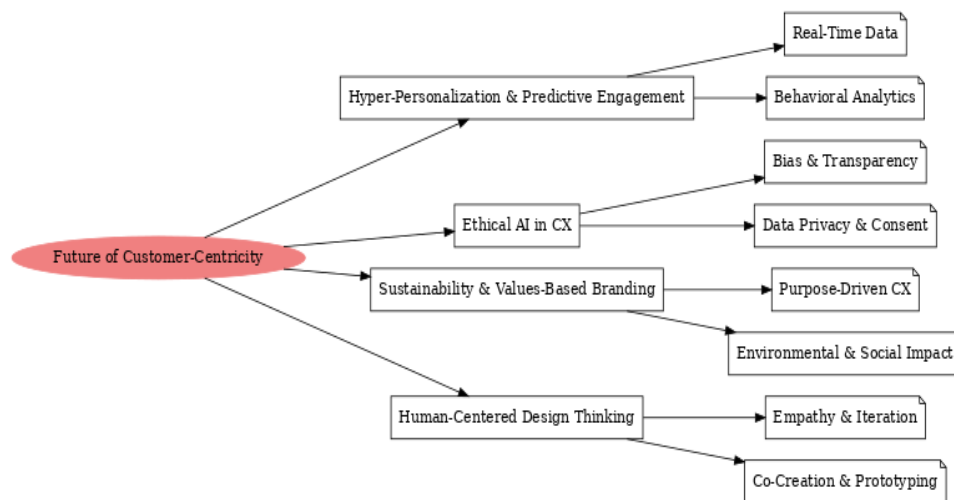 Real-Time Data
Hyper-Personalization & Predictive Engagement
Behavioral Analytics
Bias & Transparency
Ethical AI in CX
Data Privacy & Consent
Future of Customer-Centricity
Sustainability & Values-Based Branding
Purpose-Driven CX
Environmental & Social Impact
Human-Centered Design Thinking
Empathy & Iteration
Co-Creation & Prototyping